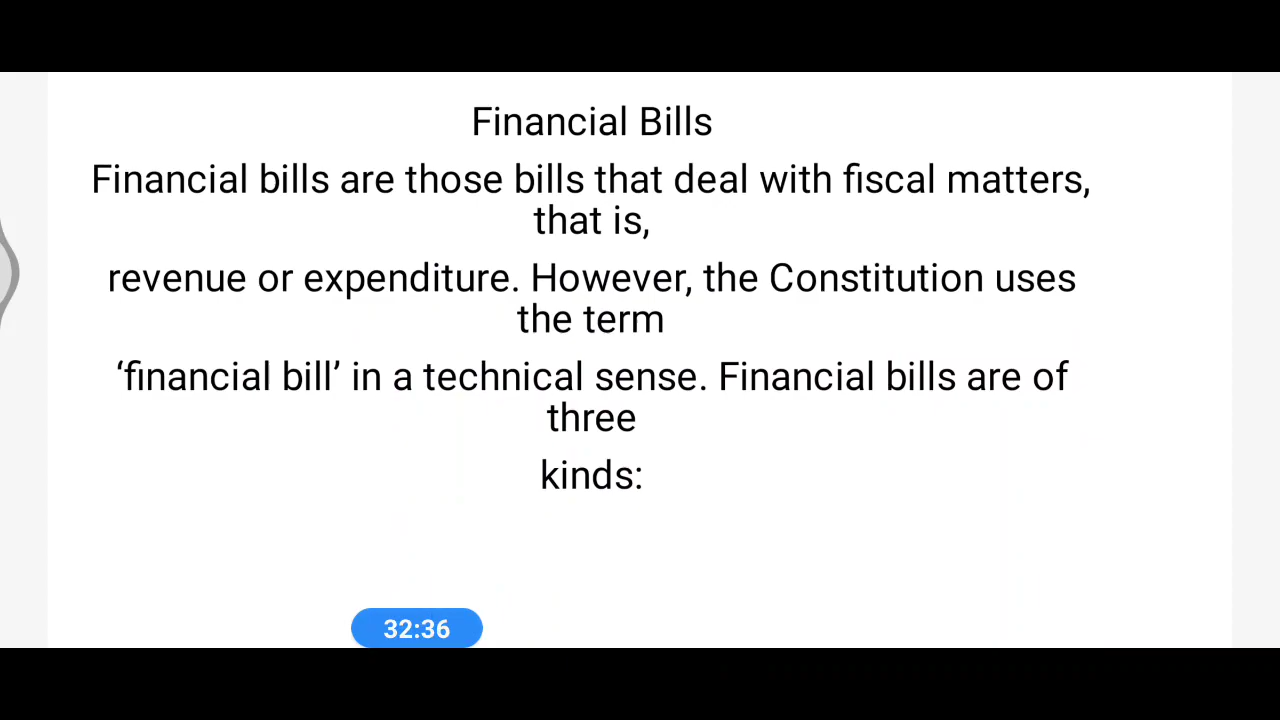 Financial Bills
Financial bills are those bills that deal with fiscal matters,
that is,
revenue or expenditure. However, the Constitution uses
the term
‘financial bill’ in a technical sense. Financial bills are of
three
kinds:
32:36